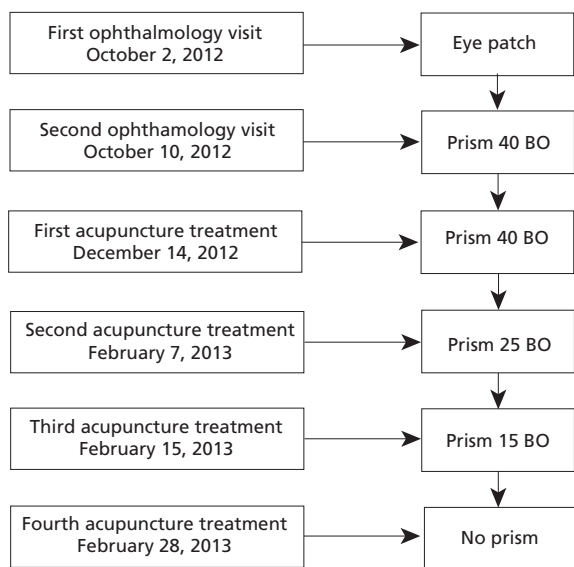 First ophthalmology visit
October 2, 2012
Eye patch
Second ophthamology visit
October 10, 2012
Prism 40 BO
First acupuncture treatment
December 14, 2012
Prism 40 BO
Second acupuncture treatment
February 7, 2013
Prism 25 BO
Third acupuncture treatment
February 15, 2013
Prism 15 BO
Fourth acupuncture treatment
February 28, 2013
No prism